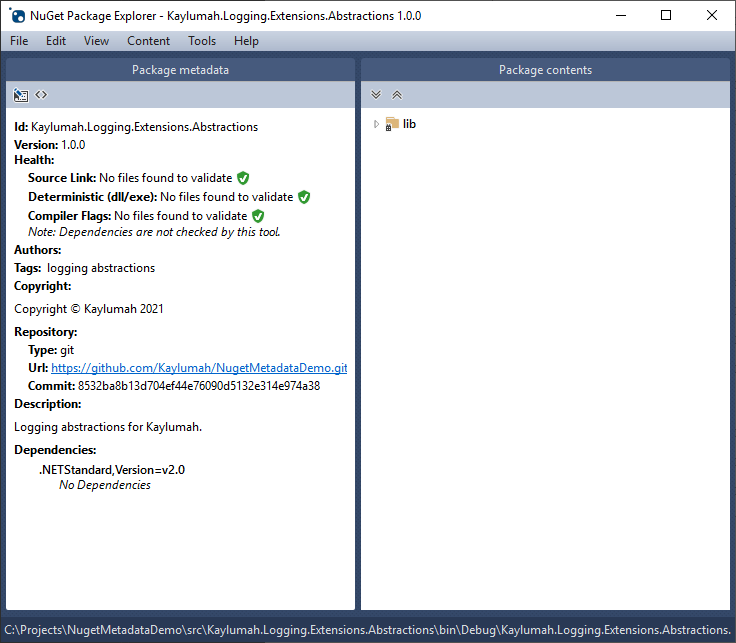 NuGet Package Explorer - Kaylumah.Logging.Extensions.Abstractions 1.0.0
File Edit View Content Tools Help
Package metadata
Id: Kaylumah.Logging.Extensions.Abstractions
Version: 1.0.0
Health:
Source Link: No files found to validate
Deterministic (dll/exe): No files found to validate
Compiler Flags: No files found to validate
Note: Dependencies are not checked by this tool.
Authors:
Tags: logging abstractions
Copyright:
Copyright © Kaylumah 2021
Repository:
Type: git
Url: https://github.com/Kaylumah/NugetMetadataDemo.git
Commit: 8532ba8b13d704ef44e76090d5132e314e974a38
Description:
Logging abstractions for Kaylumah.
Dependencies:
.NETStandard,Version=v2.0
No Dependencies
Package contents
lib
C:\Projects\NugetMetadataDemo\src\Kaylumah.Logging.Extensions.Abstractions\bin\Debug\Kaylumah.Logging.Extensions.Abstractions.